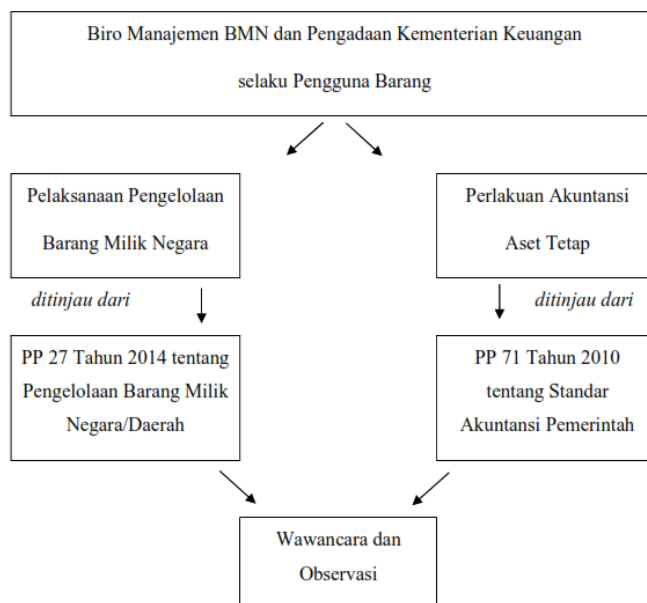 Biro Manajemen BMN dan Pengadaan Kementerian Keuangan
selaku Pengguna Barang
Pelaksanaan Pengelolaan
Barang Milik Negara
Perlakuan Akuntansi
Aset Tetap
ditinjau dari
ditinjau dari
PP 27 Tahun 2014 tentang
Pengelolaan Barang Milik
Negara/Daerah
PP 71 Tahun 2010
tentang Standar
Akuntansi Pemerintah
Wawancara dan
Observasi